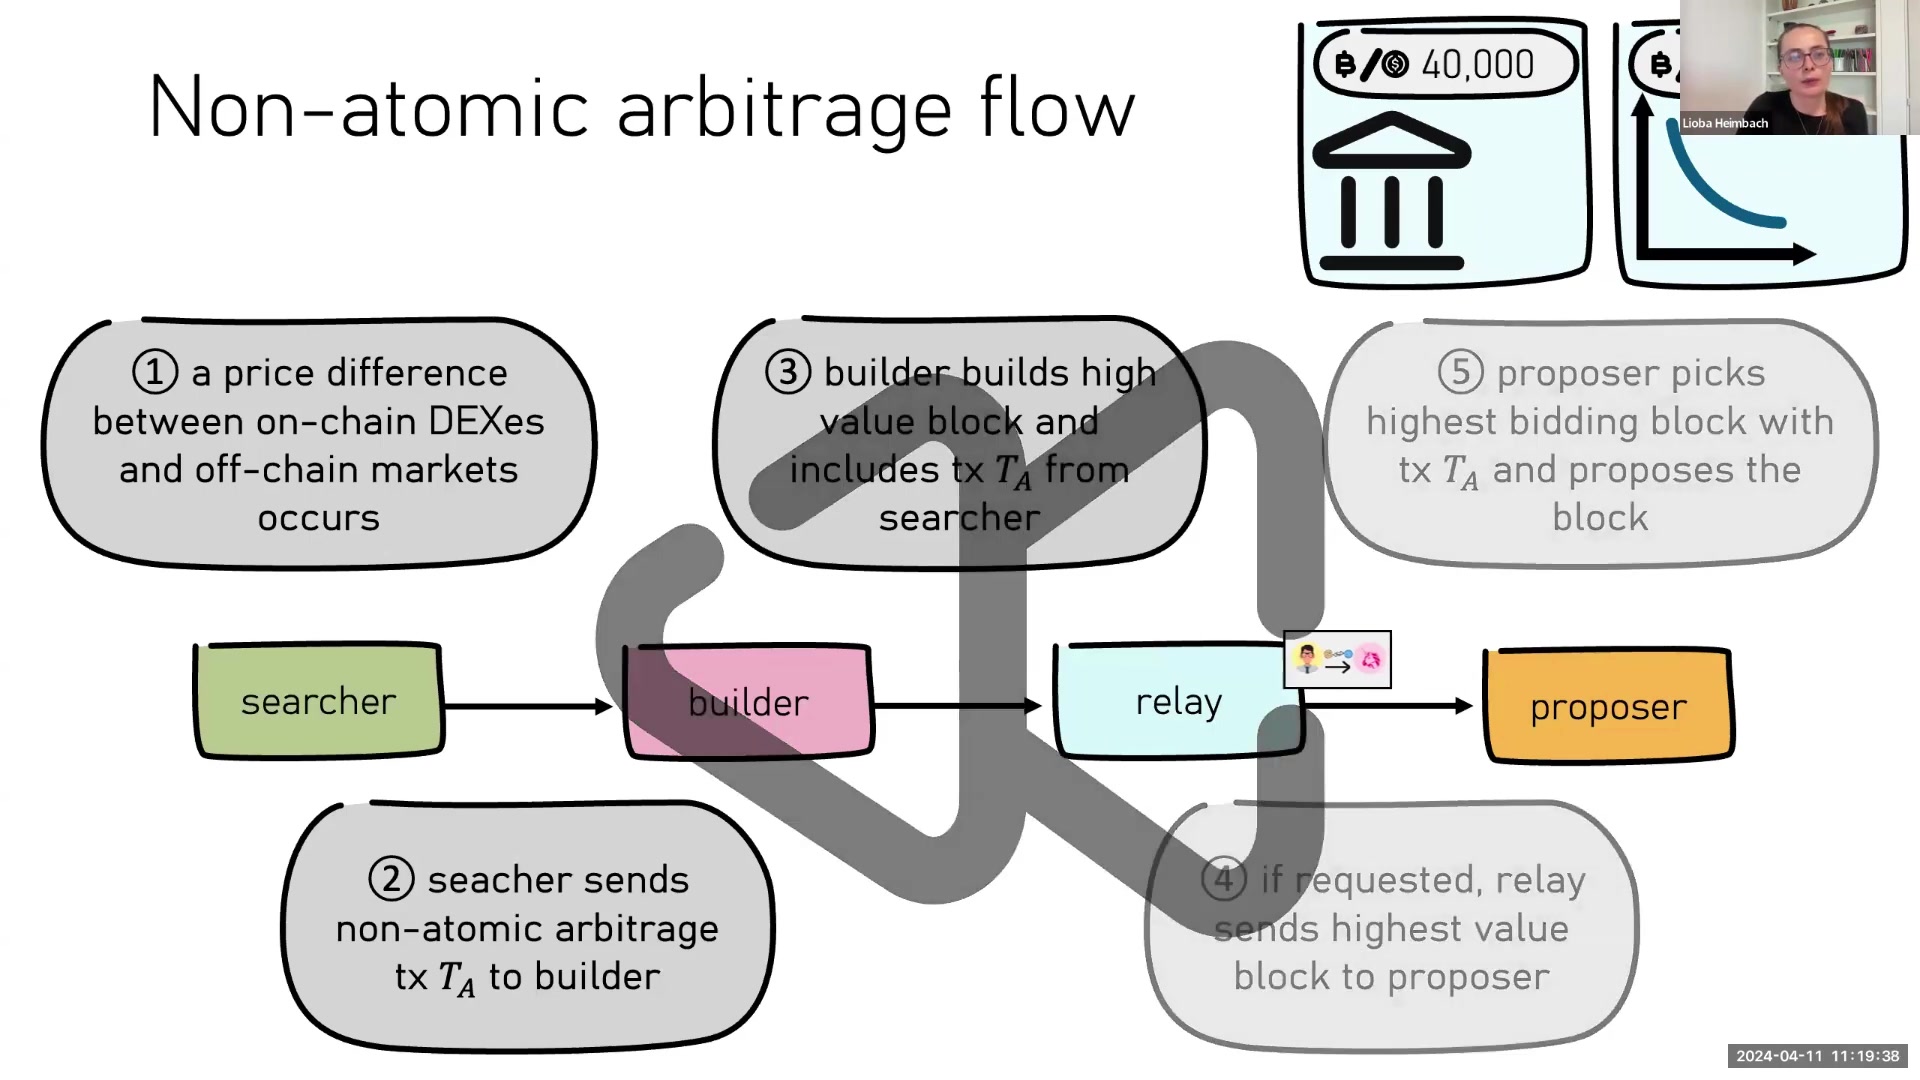 Non-atomic arbitrage flow
₿/ 40,000
₿/
Lioba Heimbach
① a price difference
between on-chain DEXes
and off-chain markets
occurs
③ builder builds high
value block and
includes tx T_A from
searcher
⑤ proposer picks
highest bidding block with
tx T_A and proposes the
block
searcher
builder
relay
proposer
② seacher sends
non-atomic arbitrage
tx T_A to builder
④ if requested, relay
sends highest value
block to proposer
2024-04-11 11:19:38